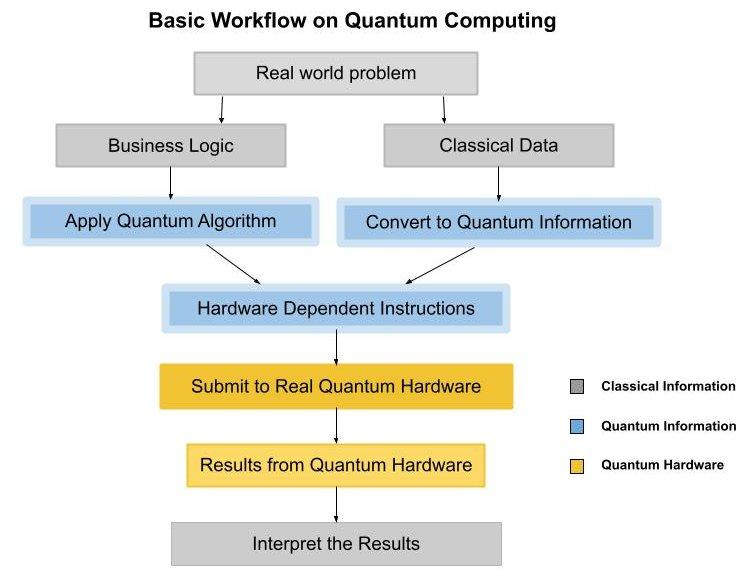 Basic Workflow on Quantum Computing
Real world problem
Business Logic
Classical Data
Apply Quantum Algorithm
Convert to Quantum Information
Hardware Dependent Instructions
Submit to Real Quantum Hardware
Results from Quantum Hardware
Interpret the Results
Classical Information
Quantum Information
Quantum Hardware